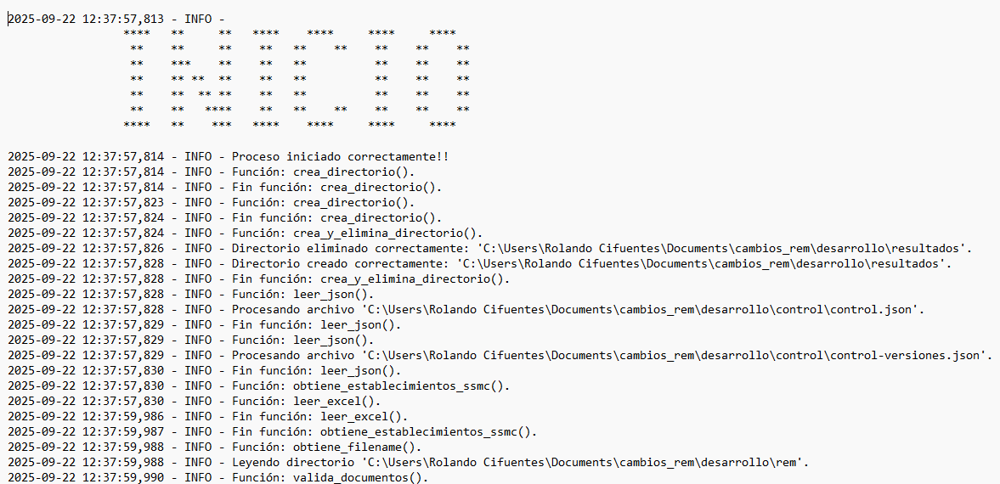 2025-09-22 12:37:57,813 - INFO -
                 ****   **     **   ****    ****     ****     ****
                  **    **     **    **   **    **    **    **    **
                  **    ***    **    **   **          **    **    **
                  **    ** **  **    **   **          **    **    **
                  **    **  ** **    **   **          **    **    **
                  **    **   ****    **   **    **    **    **    **
                 ****   **    ***   ****    ****     ****     ****
2025-09-22 12:37:57,814 - INFO - Proceso iniciado correctamente!!
2025-09-22 12:37:57,814 - INFO - Función: crea_directorio().
2025-09-22 12:37:57,814 - INFO - Fin función: crea_directorio().
2025-09-22 12:37:57,823 - INFO - Función: crea_directorio().
2025-09-22 12:37:57,824 - INFO - Fin función: crea_directorio().
2025-09-22 12:37:57,824 - INFO - Función: crea_y_elimina_directorio().
2025-09-22 12:37:57,826 - INFO - Directorio eliminado correctamente: 'C:\Users\Rolando Cifuentes\Documents\cambios_rem\desarrollo\resultados'.
2025-09-22 12:37:57,828 - INFO - Directorio creado correctamente: 'C:\Users\Rolando Cifuentes\Documents\cambios_rem\desarrollo\resultados'.
2025-09-22 12:37:57,828 - INFO - Fin función: crea_y_elimina_directorio().
2025-09-22 12:37:57,828 - INFO - Función: leer_json().
2025-09-22 12:37:57,828 - INFO - Procesando archivo 'C:\Users\Rolando Cifuentes\Documents\cambios_rem\desarrollo\control\control.json'.
2025-09-22 12:37:57,829 - INFO - Fin función: leer_json().
2025-09-22 12:37:57,829 - INFO - Función: leer_json().
2025-09-22 12:37:57,829 - INFO - Procesando archivo 'C:\Users\Rolando Cifuentes\Documents\cambios_rem\desarrollo\control\control-versiones.json'.
2025-09-22 12:37:57,830 - INFO - Fin función: leer_json().
2025-09-22 12:37:57,830 - INFO - Función: obtiene_establecimientos_ssmc().
2025-09-22 12:37:57,830 - INFO - Función: leer_excel().
2025-09-22 12:37:59,986 - INFO - Fin función: leer_excel().
2025-09-22 12:37:59,987 - INFO - Fin función: obtiene_establecimientos_ssmc().
2025-09-22 12:37:59,988 - INFO - Función: obtiene_filename().
2025-09-22 12:37:59,988 - INFO - Leyendo directorio 'C:\Users\Rolando Cifuentes\Documents\cambios_rem\desarrollo\rem'.
2025-09-22 12:37:59,990 - INFO - Función: valida_documentos().